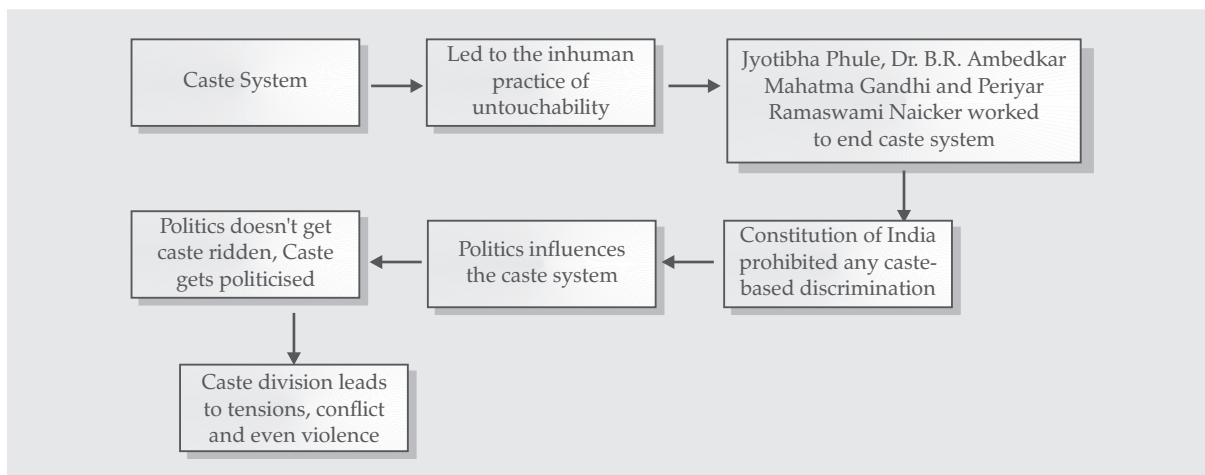 Caste System
Led to the inhuman
practice of
untouchability
Jyotibha Phule, Dr. B.R. Ambedkar
Mahatma Gandhi and Periyar
Ramaswami Naicker worked
to end caste system
Constitution of India
prohibited any caste-
based discrimination
Politics influences
the caste system
Politics doesn't get
caste ridden, Caste
gets politicised
Caste division leads
to tensions, conflict
and even violence